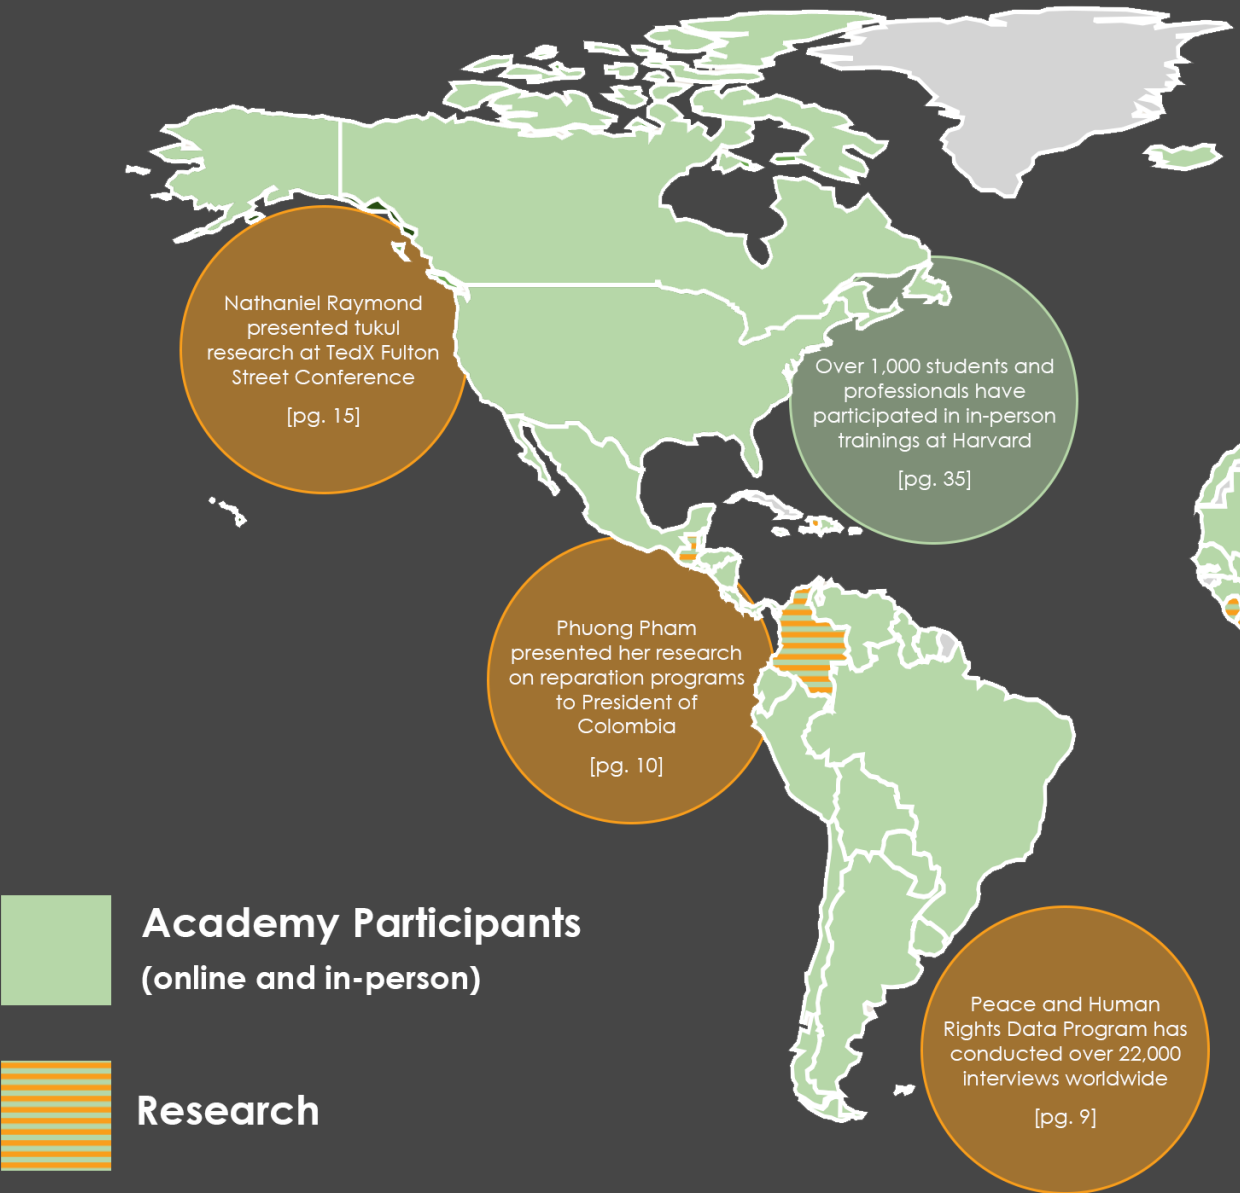 Nathaniel Raymond
presented tukul
research at TedX Fulton
Street Conference
[pg. 15]
Over 1,000 students and
professionals have
participated in in-person
trainings at Harvard
[pg. 35]
Phuong Pham
presented her research
on reparation programs
to President of
Colombia
[pg. 10]
Academy Participants
(online and in-person)
Research
Peace and Human
Rights Data Program has
conducted over 22,000
interviews worldwide
[pg. 9]